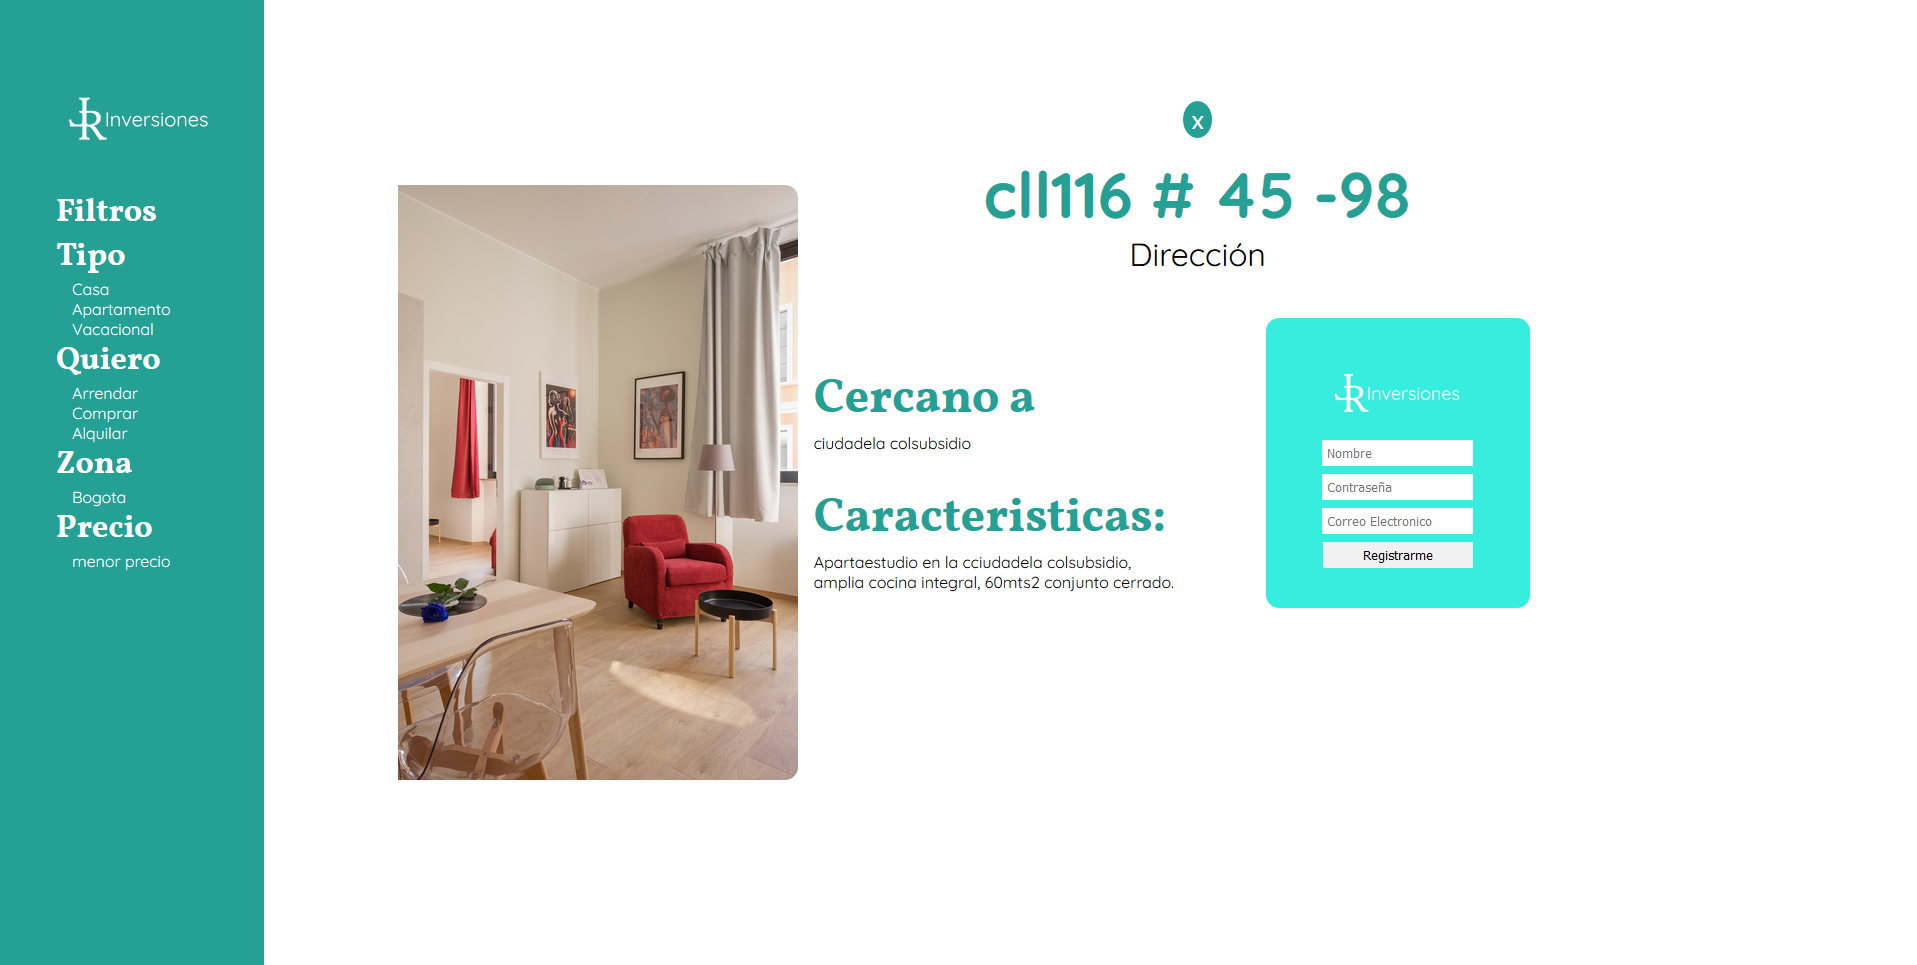 JR Inversiones
Filtros
Tipo
Casa
Apartamento
Vacacional
Quiero
Arrendar
Comprar
Alquilar
Zona
Bogota
Precio
menor precio
x
cll116 # 45 -98
Dirección
Cercano a
ciudadela colsubsidio
Caracteristicas:
Apartaestudio en la cciudadela colsubsidio,
amplia cocina integral, 60mts2 conjunto cerrado.
JR Inversiones
Nombre
Contraseña
Correo Electronico
Registrarme